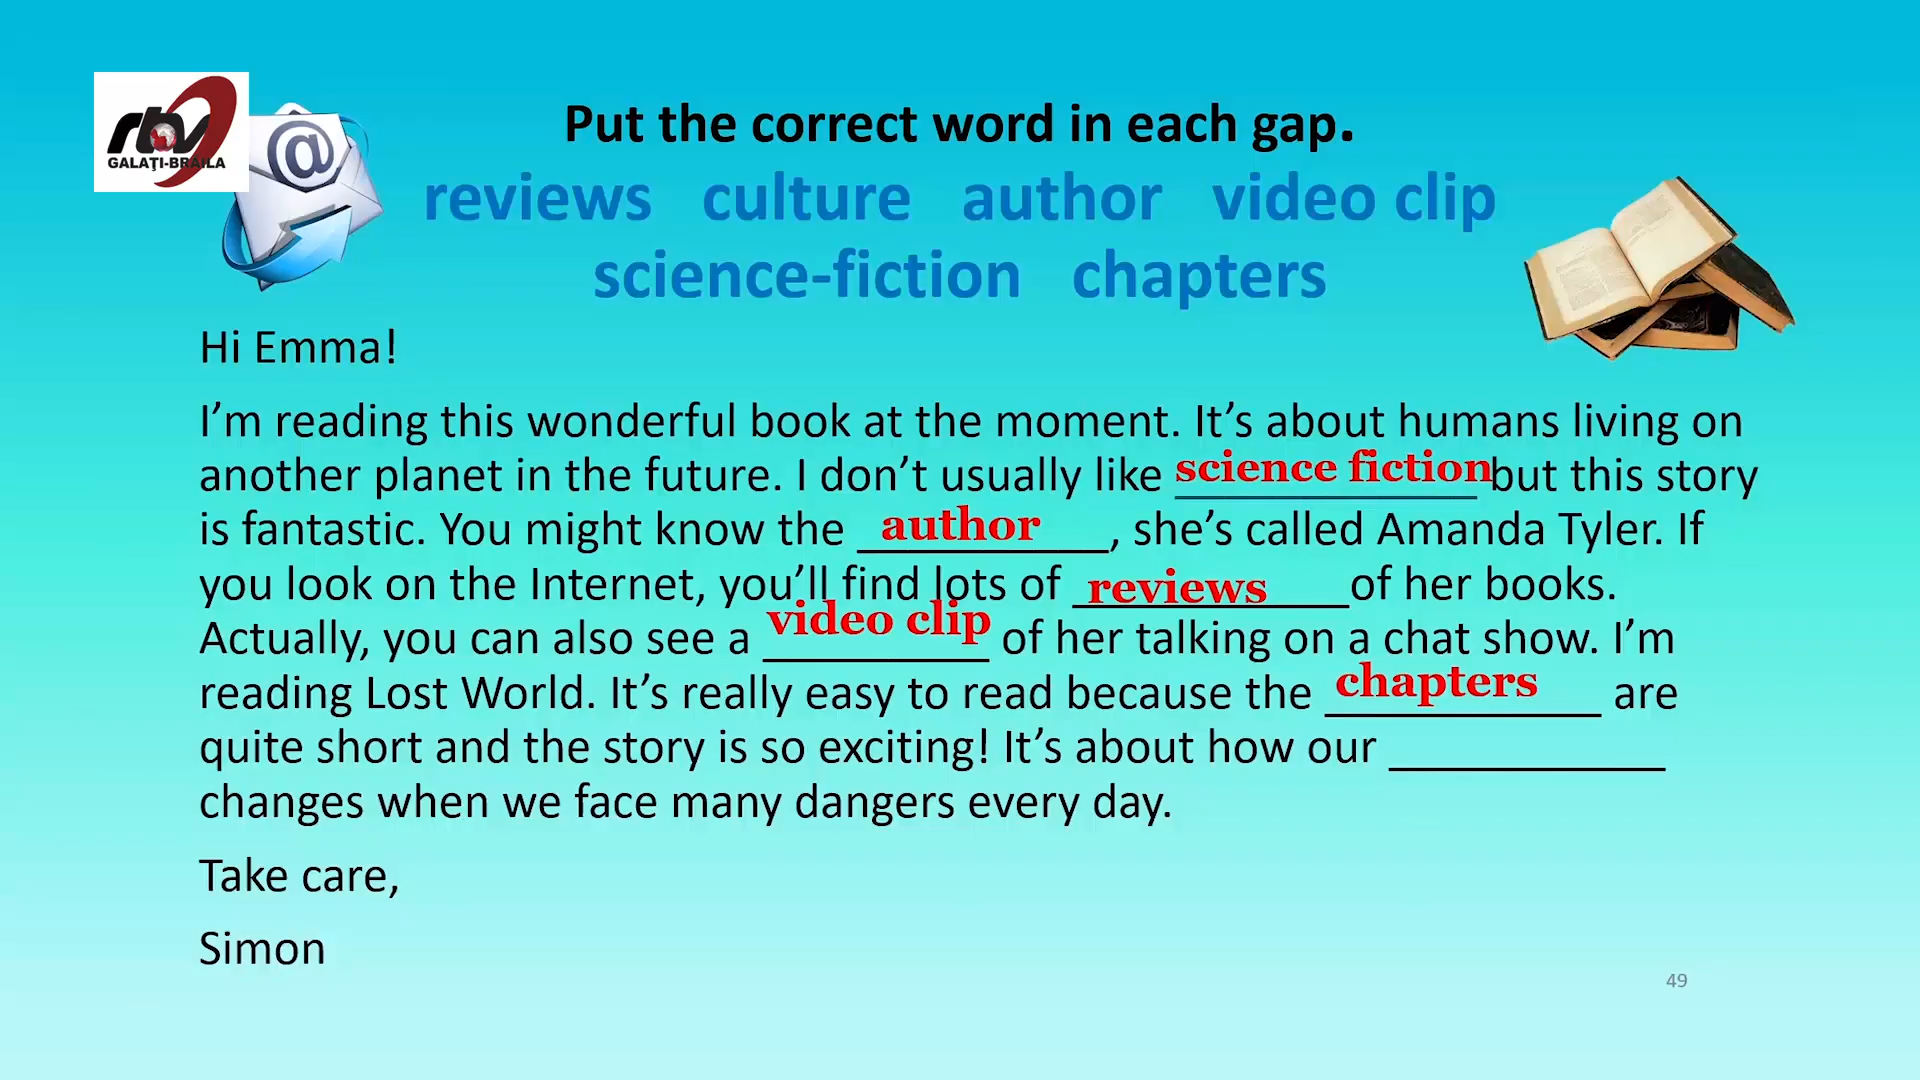 rtv
GALAŢI-BRĂILA
@
Put the correct word in each gap.
reviews culture author video clip
science-fiction chapters
Hi Emma!
I’m reading this wonderful book at the moment. It’s about humans living on
another planet in the future. I don’t usually like science fiction but this story
is fantastic. You might know the author, she’s called Amanda Tyler. If
you look on the Internet, you’ll find lots of reviews of her books.
Actually, you can also see a video clip of her talking on a chat show. I’m
reading Lost World. It’s really easy to read because the chapters are
quite short and the story is so exciting! It’s about how our ____________
changes when we face many dangers every day.
Take care,
Simon
49